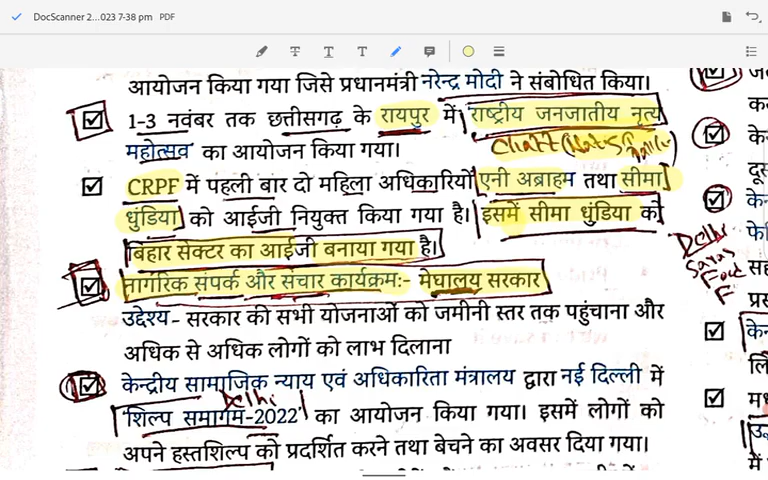 DocScanner 2...023 7-38 pm PDF
आयोजन किया गया जिसे प्रधानमंत्री नरेन्द्र मोदी ने संबोधित किया।
1-3 नवंबर तक छत्तीसगढ़ के रायपुर में राष्ट्रीय जनजातीय नृत्य
महोत्सव का आयोजन किया गया।
CRPF में पहली बार दो महिला अधिकारियों एनी अब्राहम तथा सीमा
धुंडिया को आईजी नियुक्त किया गया है। इसमें सीमा धुंडिया को
बिहार सेक्टर का आईजी बनाया गया है।
नागरिक संपर्क और संचार कार्यक्रम:- मेघालय सरकार
उद्देश्य- सरकार की सभी योजनाओं को जमीनी स्तर तक पहुंचाना और
अधिक से अधिक लोगों को लाभ दिलाना
केन्द्रीय सामाजिक न्याय एवं अधिकारिता मंत्रालय द्वारा नई दिल्ली में
Delhi
'शिल्प समागम-2022' का आयोजन किया गया। इसमें लोगों को
अपने हस्तशिल्प को प्रदर्शित करने तथा बेचने का अवसर दिया गया।
Delhi
Saras
Food
F